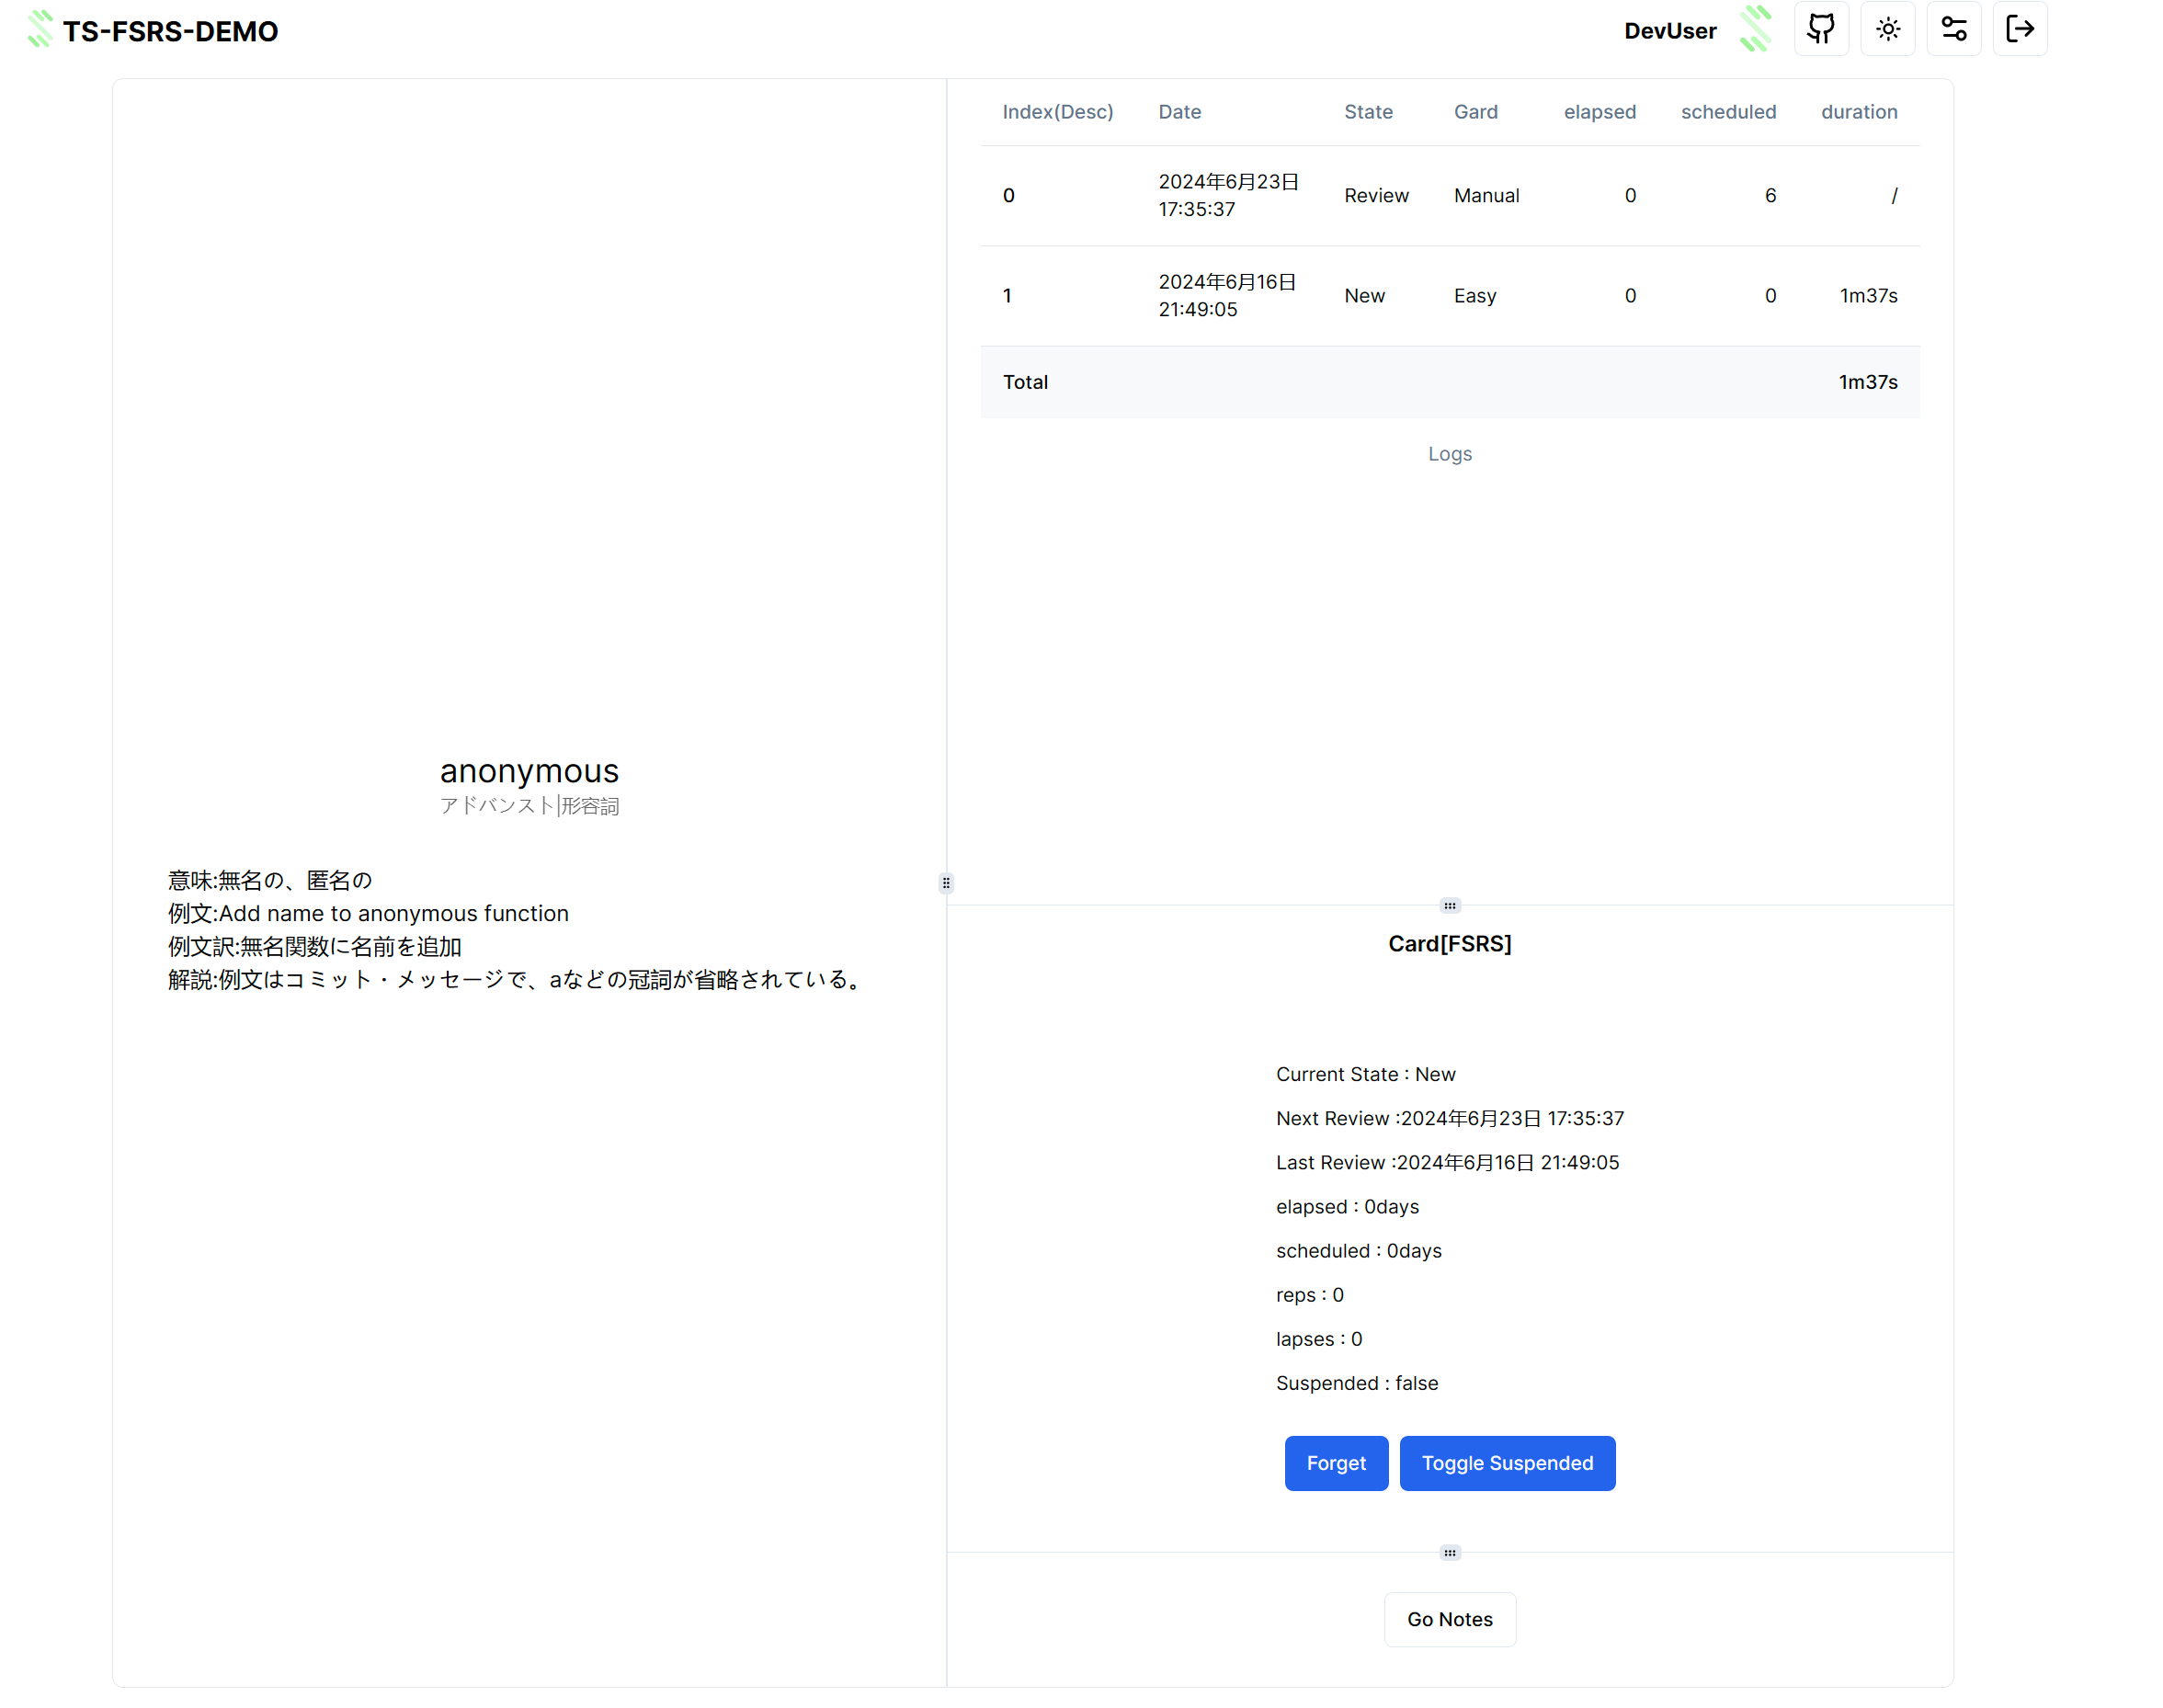 TS-FSRS-DEMO
DevUser
anonymous
アドバンスト|形容詞
意味:無名の、匿名の
例文:Add name to anonymous function
例文訳:無名関数に名前を追加
解説:例文はコミット・メッセージで、aなどの冠詞が省略されている。
Index(Desc) Date State Gard elapsed scheduled duration
0 2024年6月23日 17:35:37 Review Manual 0 6 /
1 2024年6月16日 21:49:05 New Easy 0 0 1m37s
Total 1m37s
Logs
Card[FSRS]
Current State : New
Next Review :2024年6月23日 17:35:37
Last Review :2024年6月16日 21:49:05
elapsed : 0days
scheduled : 0days
reps : 0
lapses : 0
Suspended : false
Forget Toggle Suspended
Go Notes